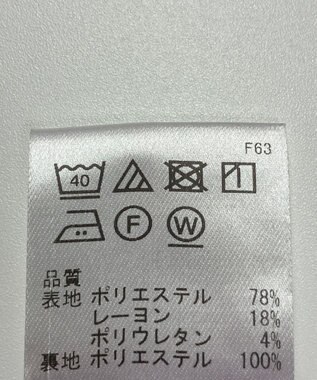 F63
40
F W
品質
表地 ポリエステル 78%
レーヨン 18%
ポリウレタン 4%
裏地 ポリエステル 100%